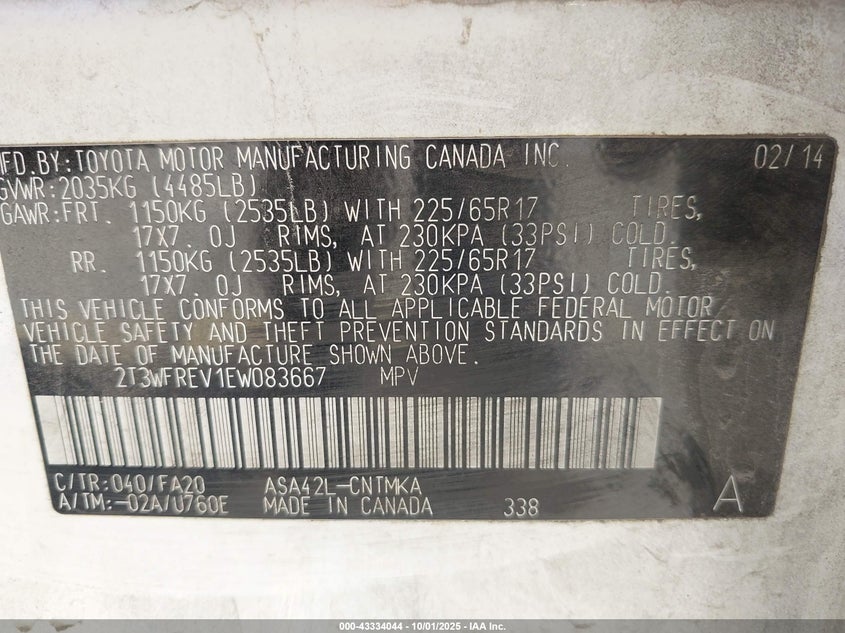 MFD.BY:TOYOTA MOTOR MANUFACTURING CANADA INC. 02/14
GVWR:2035KG (4485LB)
GAWR:FRT. 1150KG (2535LB) WITH 225/65R17 TIRES,
17X7.0J RIMS, AT 230KPA (33PSI) COLD.
RR. 1150KG (2535LB) WITH 225/65R17 TIRES,
17X7.0J RIMS, AT 230KPA (33PSI) COLD.
THIS VEHICLE CONFORMS TO ALL APPLICABLE FEDERAL MOTOR
VEHICLE SAFETY AND THEFT PREVENTION STANDARDS IN EFFECT ON
THE DATE OF MANUFACTURE SHOWN ABOVE.
2T3WFREV1EW083667 MPV
C/TR:040/FA20 ASA42L-CNTMKA
A/TM:-02A/U760E MADE IN CANADA 338 A
000-43334044 - 10/01/2025 - IAA Inc.